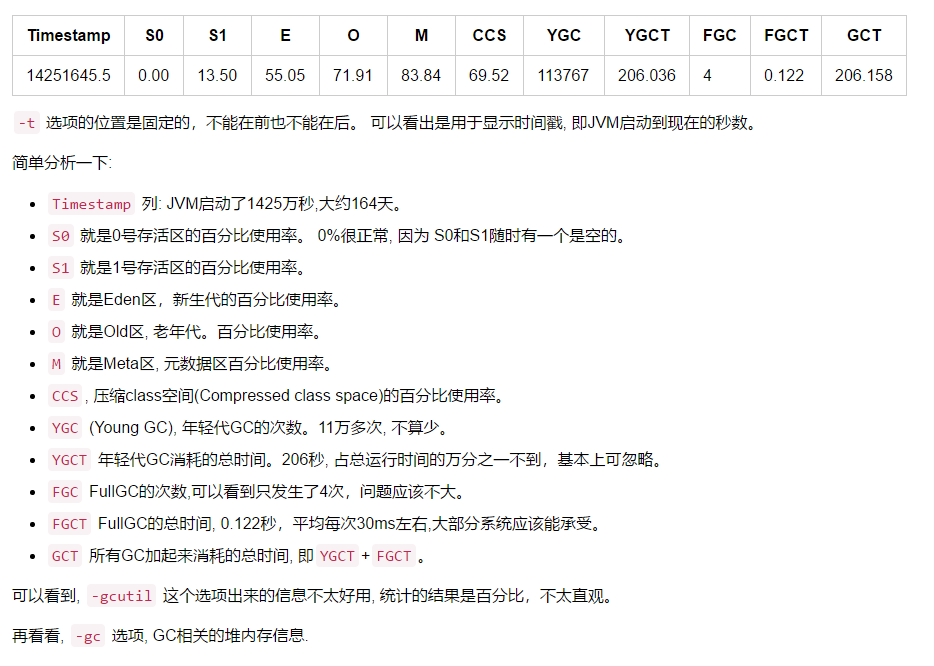 Timestamp S0 S1 E O M CCS YGC YGCT FGC FGCT GCT
14251645.5 0.00 13.50 55.05 71.91 83.84 69.52 113767 206.036 4 0.122 206.158
-t 选项的位置是固定的，不能在前也不能在后。 可以看出是用于显示时间戳, 即JVM启动到现在的秒数。
简单分析一下:
Timestamp 列: JVM启动了1425万秒,大约164天。
S0 就是0号存活区的百分比使用率。 0%很正常, 因为 S0和S1随时有一个是空的。
S1 就是1号存活区的百分比使用率。
E 就是Eden区，新生代的百分比使用率。
O 就是Old区, 老年代。百分比使用率。
M 就是Meta区, 元数据区百分比使用率。
CCS , 压缩class空间(Compressed class space)的百分比使用率。
YGC (Young GC), 年轻代GC的次数。11万多次, 不算少。
YGCT 年轻代GC消耗的总时间。206秒, 占总运行时间的万分之一不到，基本上可忽略。
FGC FullGC的次数,可以看到只发生了4次，问题应该不大。
FGCT FullGC的总时间, 0.122秒，平均每次30ms左右,大部分系统应该能承受。
GCT 所有GC加起来消耗的总时间, 即 YGCT + FGCT 。
可以看到, -gcutil 这个选项出来的信息不太好用, 统计的结果是百分比，不太直观。
再看看, -gc 选项, GC相关的堆内存信息.